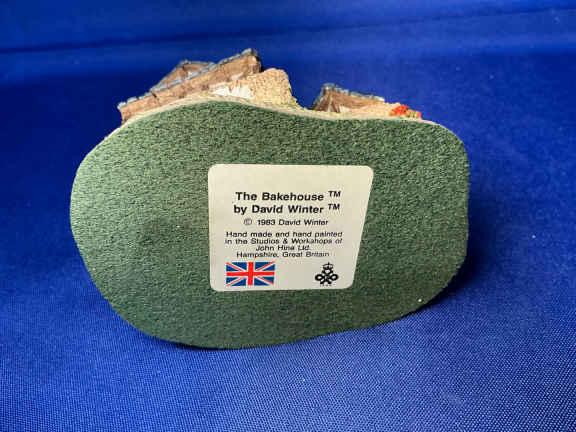 The Bakehouse ™
by David Winter ™
© 1983 David Winter
Hand made and hand painted
in the Studios & Workshops of
John Hine Ltd.
Hampshire, Great Britain